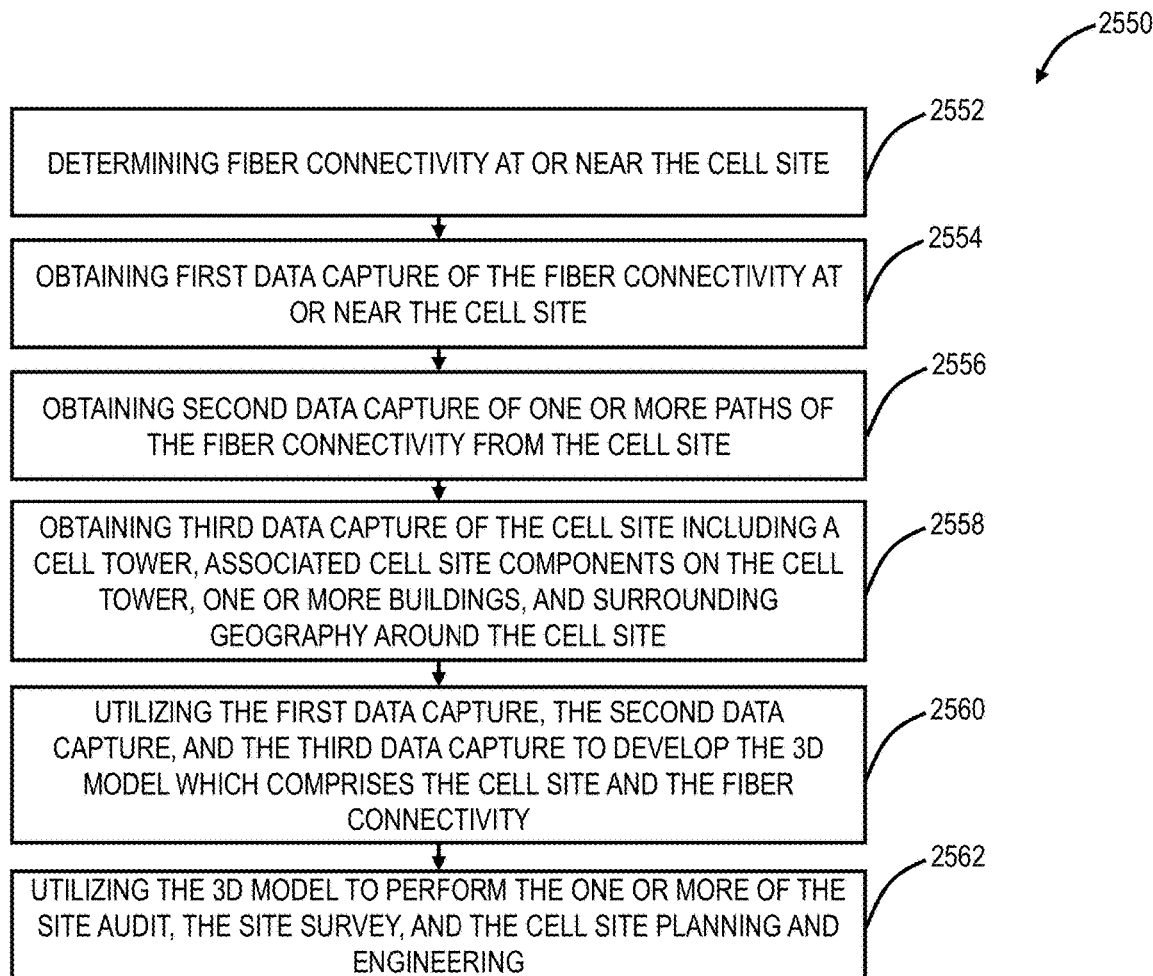 2550
2552
DETERMINING FIBER CONNECTIVITY AT OR NEAR THE CELL SITE
2554
OBTAINING FIRST DATA CAPTURE OF THE FIBER CONNECTIVITY AT
OR NEAR THE CELL SITE
2556
OBTAINING SECOND DATA CAPTURE OF ONE OR MORE PATHS OF
THE FIBER CONNECTIVITY FROM THE CELL SITE
2558
OBTAINING THIRD DATA CAPTURE OF THE CELL SITE INCLUDING A
CELL TOWER, ASSOCIATED CELL SITE COMPONENTS ON THE CELL
TOWER, ONE OR MORE BUILDINGS, AND SURROUNDING
GEOGRAPHY AROUND THE CELL SITE
2560
UTILIZING THE FIRST DATA CAPTURE, THE SECOND DATA
CAPTURE, AND THE THIRD DATA CAPTURE TO DEVELOP THE 3D
MODEL WHICH COMPRISES THE CELL SITE AND THE FIBER
CONNECTIVITY
2562
UTILIZING THE 3D MODEL TO PERFORM THE ONE OR MORE OF THE
SITE AUDIT, THE SITE SURVEY, AND THE CELL SITE PLANNING AND
ENGINEERING